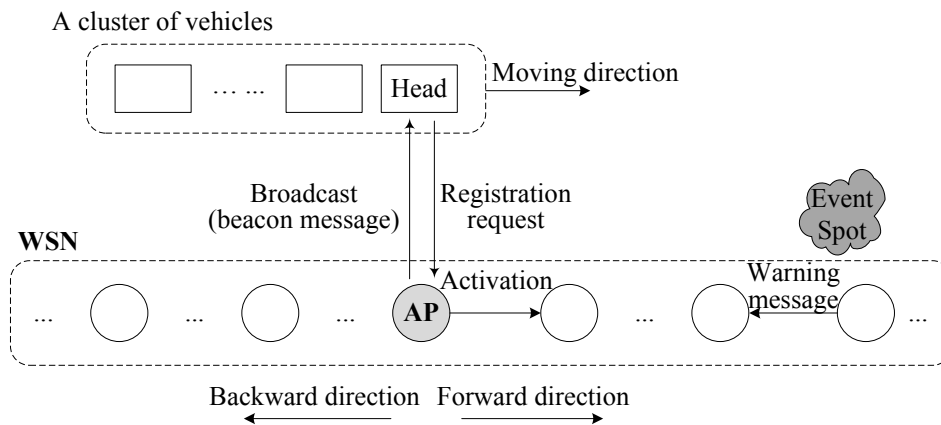 A cluster of vehicles
... ...
Head
Moving direction
Broadcast
(beacon message)
Registration
request
Event
Spot
WSN
Activation
Warning
message
...
...
...
AP
...
...
Backward direction
Forward direction